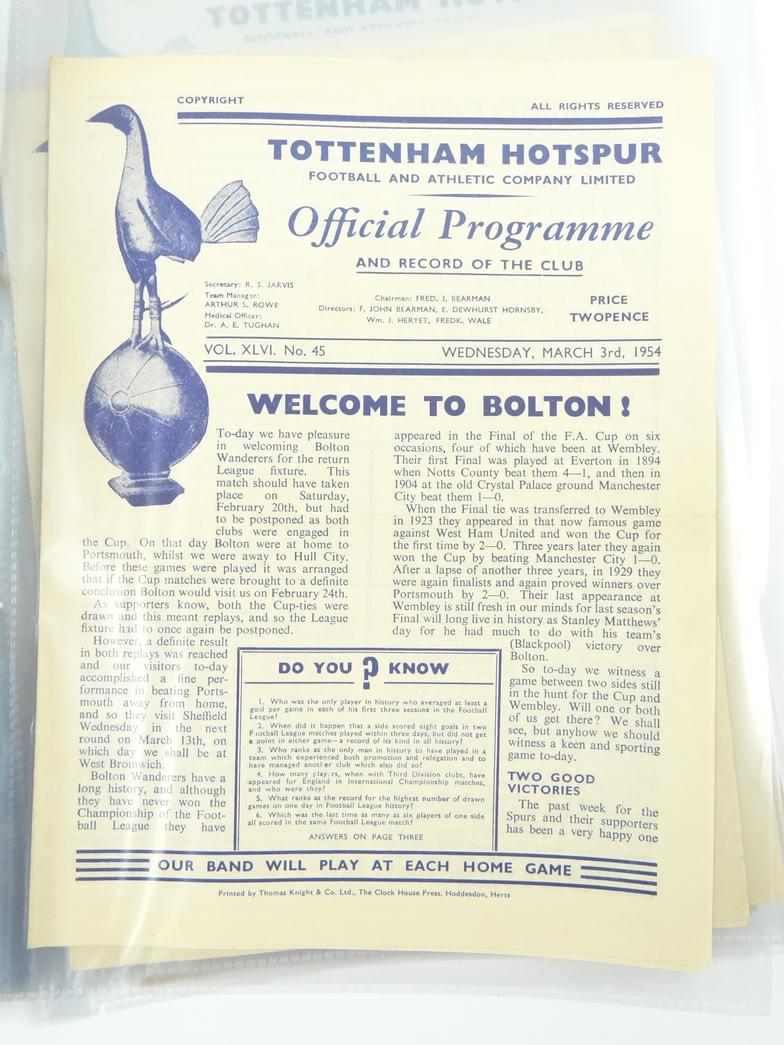 TOTTENHAM HOT
COPYRIGHT
ALL RIGHTS RESERVED
TOTTENHAM HOTSPUR
FOOTBALL AND ATHLETIC COMPANY LIMITED
Official Programme
AND RECORD OF THE CLUB
Secretary: R. S. JARVIS
Team Manager:
ARTHUR S. ROWE
Medical Officer:
Dr. A. E. TUGHAN
Chairman: FRED. J. BEARMAN
Directors: F. JOHN BEARMAN, E. DEWHURST HORNSBY,
Wm. J. HERYET, FREDK. WALE
PRICE
TWOPENCE
VOL. XLVI. No. 45
WEDNESDAY, MARCH 3rd, 1954
WELCOME TO BOLTON!
To-day we have pleasure
in welcoming Bolton
Wanderers for the return
League fixture. This
match should have taken
place on Saturday,
February 20th, but had
to be postponed as both
clubs were engaged in
the Cup. On that day Bolton were at home to
Portsmouth, whilst we were away to Hull City.
Before these games were played it was arranged
that if the Cup matches were brought to a definite
conclusion Bolton would visit us on February 24th.
As supporters know, both the Cup-ties were
drawn and this meant replays, and so the League
fixture had to once again be postponed.
However, a definite result
in both replays was reached
and our visitors to-day
accomplished a fine per-
formance in beating Ports-
mouth away from home,
and so they visit Sheffield
Wednesday in the next
round on March 13th, on
which day we shall be at
West Bromwich.
Bolton Wanderers have a
long history, and although
they have never won the
Championship of the Foot-
ball League they have
appeared in the Final of the F.A. Cup on six
occasions, four of which have been at Wembley.
Their first Final was played at Everton in 1894
when Notts County beat them 4—1, and then in
1904 at the old Crystal Palace ground Manchester
City beat them 1—0.
When the Final tie was transferred to Wembley
in 1923 they appeared in that now famous game
against West Ham United and won the Cup for
the first time by 2—0. Three years later they again
won the Cup by beating Manchester City 1—0.
After a lapse of another three years, in 1929 they
were again finalists and again proved winners over
Portsmouth by 2—0. Their last appearance at
Wembley is still fresh in our minds for last season's
Final will long live in history as Stanley Matthews'
day for he had much to do with his team's
(Blackpool) victory over
Bolton.
So to-day we witness a
game between two sides still
in the hunt for the Cup and
Wembley. Will one or both
of us get there? We shall
see, but anyhow we should
witness a keen and sporting
game to-day.
TWO GOOD
VICTORIES
The past week for the
Spurs and their supporters
has been a very happy one
DO YOU ? KNOW
1. Who was the only player in history who averaged at least a
goal per game in each of his first three seasons in the Football
League?
2. When did it happen that a side scored eight goals in two
Football League matches played within three days, but did not get
a point in either game—a record of its kind in all history?
3. Who ranks as the only man in history to have played in a
team which experienced both promotion and relegation and to
have managed another club which also did so?
4. How many players, when with Third Division clubs, have
appeared for England in International Championship matches,
and who were they?
5. What ranks as the record for the highest number of drawn
games on one day in Football League history?
6. Which was the last time as many as six players of one side
all scored in the same Football League match?
ANSWERS ON PAGE THREE
OUR BAND WILL PLAY AT EACH HOME GAME
Printed by Thomas Knight & Co. Ltd., The Clock House Press, Hoddesdon, Herts